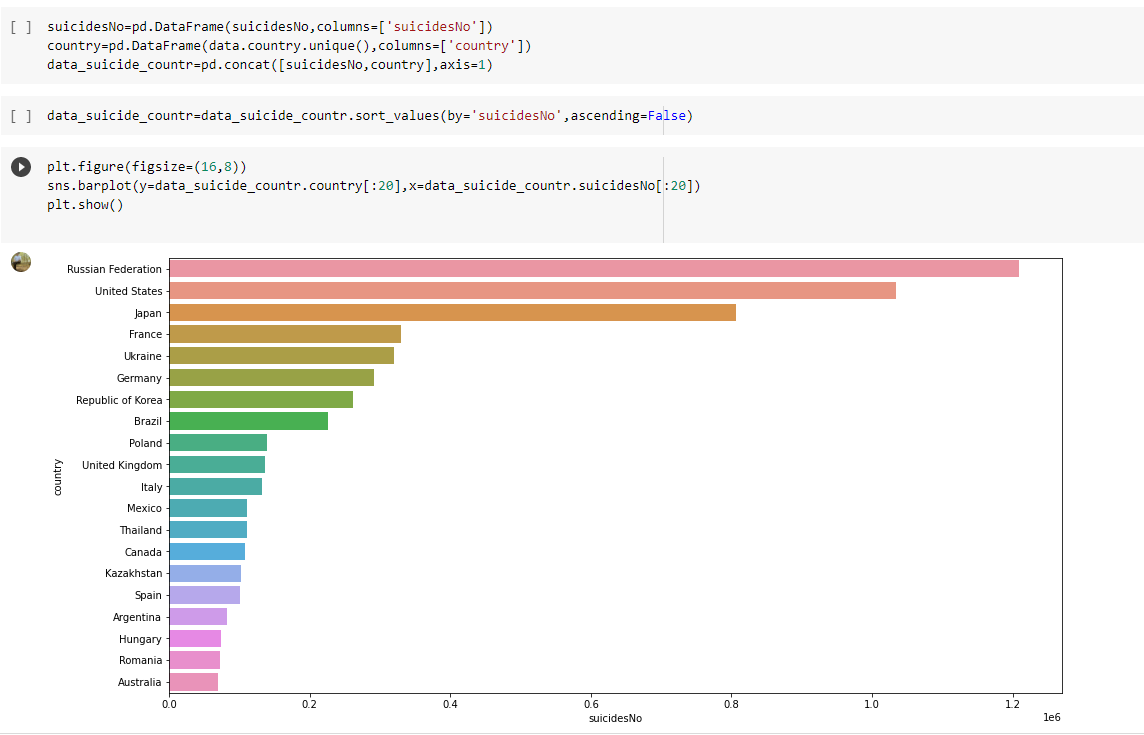 [ ] suicidesNo=pd.DataFrame(suicidesNo,columns=['suicidesNo'])
country=pd.DataFrame(data.country.unique(),columns=['country'])
data_suicide_countr=pd.concat([suicidesNo,country],axis=1)
[ ] data_suicide_countr=data_suicide_countr.sort_values(by='suicidesNo',ascending=False)
plt.figure(figsize=(16,8))
sns.barplot(y=data_suicide_countr.country[:20],x=data_suicide_countr.suicidesNo[:20])
plt.show()
Russian Federation
United States
Japan
France
Ukraine
Germany
Republic of Korea
Brazil
Poland
United Kingdom
Italy
Mexico
Thailand
Canada
Kazakhstan
Spain
Argentina
Hungary
Romania
Australia
country
0.0 0.2 0.4 0.6 0.8 1.0 1.2
suicidesNo
1e6